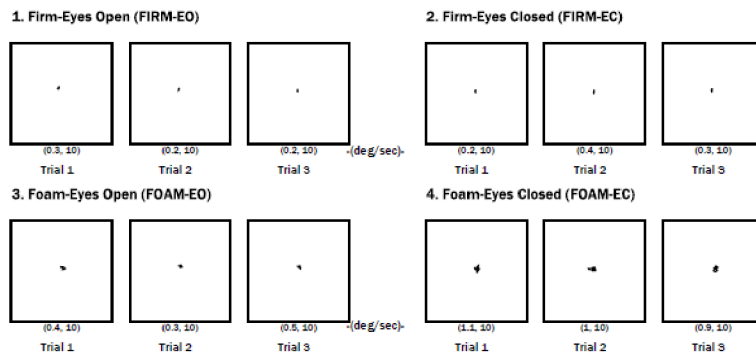 1. Firm-Eyes Open (FIRM-EO)
(0.3, 10) (0.2, 10) (0.2, 10) -(deg/sec)-
Trial 1 Trial 2 Trial 3
2. Firm-Eyes Closed (FIRM-EC)
(0.2, 10) (0.4, 10) (0.3, 10)
Trial 1 Trial 2 Trial 3
3. Foam-Eyes Open (FOAM-EO)
(0.4, 10) (0.3, 10) (0.5, 10) -(deg/sec)-
Trial 1 Trial 2 Trial 3
4. Foam-Eyes Closed (FOAM-EC)
(1.1, 10) (1, 10) (0.9, 10)
Trial 1 Trial 2 Trial 3